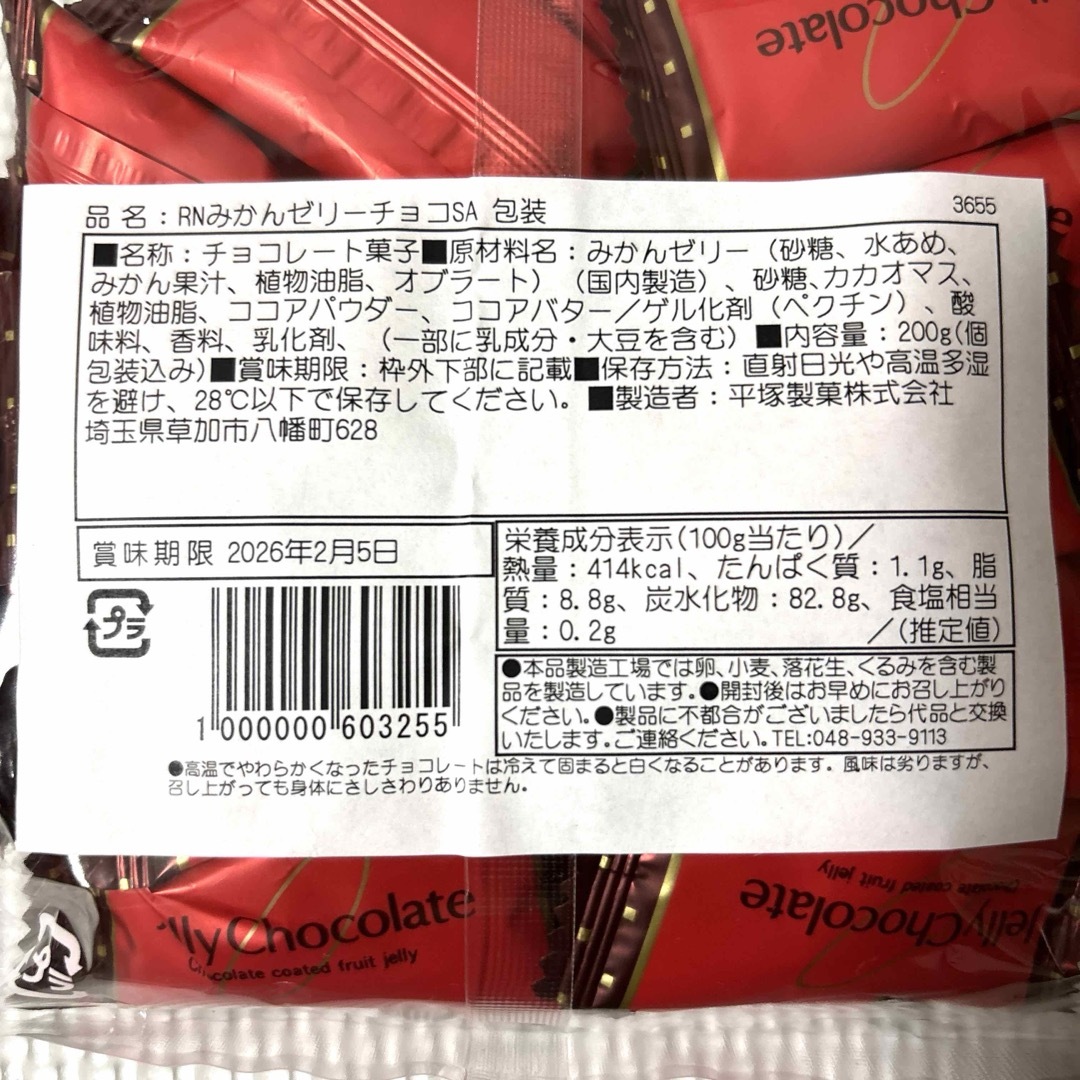 Jelly Chocolate
Chocolate
品 名：RNみかんゼリーチョコSA 包装
3655
■名称：チョコレート菓子■原材料名：みかんゼリー（砂糖、水あめ、
みかん果汁、植物油脂、オブラート）（国内製造）、砂糖、カカオマス、
植物油脂、ココアパウダー、ココアバター／ゲル化剤（ペクチン）、酸
味料、香料、乳化剤、（一部に乳成分・大豆を含む）■内容量：200g(個
包装込み)■賞味期限：枠外下部に記載■保存方法：直射日光や高温多湿
を避け、28℃以下で保存してください。■製造者：平塚製菓株式会社
埼玉県草加市八幡町628
賞味期限 2026年2月5日
栄養成分表示(100g当たり)／
熱量：414kcal、たんぱく質：1.1g、脂
質：8.8g、炭水化物：82.8g、食塩相当
量：0.2g ／(推定値)
プラ
1 000000 603255
●本品製造工場では卵、小麦、落花生、くるみを含む製
品を製造しています。●開封後はお早めにお召し上がり
ください。●製品に不都合がございましたら代品と交換
いたします。ご連絡ください。TEL:048-933-9113
●高温でやわらかくなったチョコレートは冷えて固まると白くなることがあります。風味は劣りますが、
召し上がっても身体にさしさわりありません。
Jelly Chocolate
Chocolate coated fruit jelly
Jelly Chocolate
Chocolate coated fruit jelly
プラ